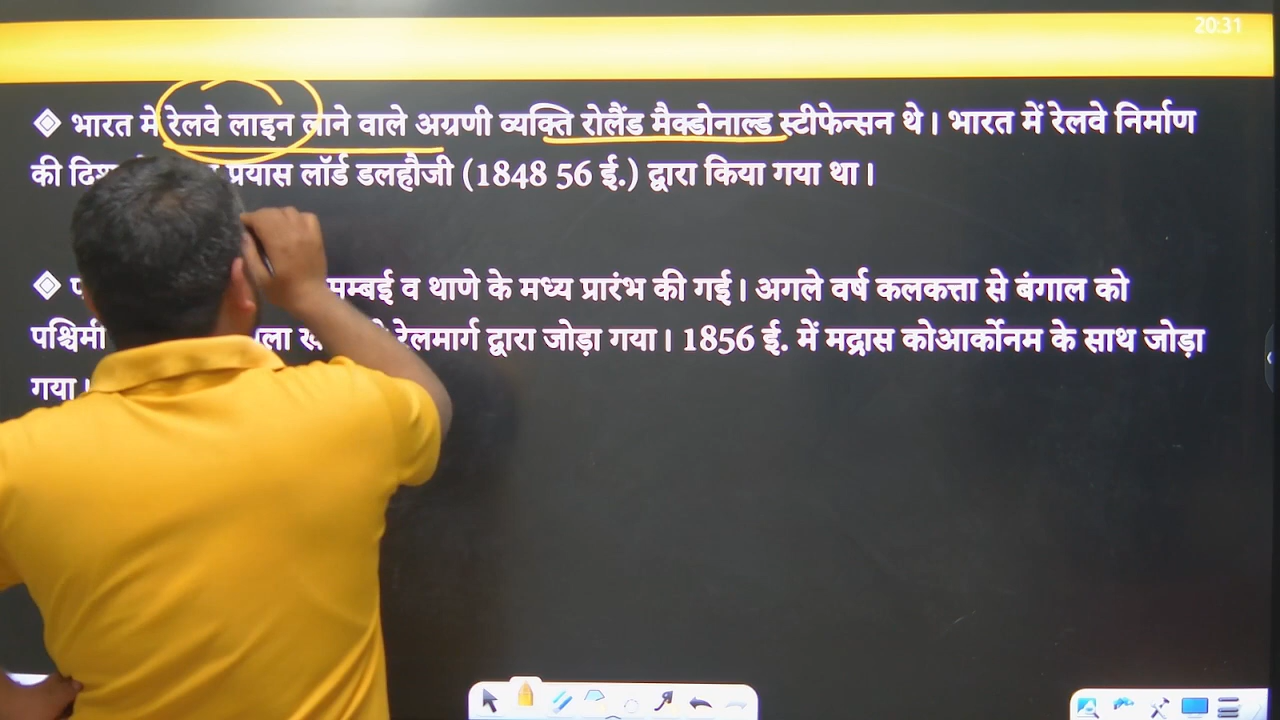 20:31
भारत में रेलवे लाइन लाने वाले अग्रणी व्यक्ति रोलैंड मैक्डोनाल्ड स्टीफेन्सन थे। भारत में रेलवे निर्माण
की प्रयास लॉर्ड डलहौजी (1848 56 ई.) द्वारा किया गया था।
मम्बई व थाणे के मध्य प्रारंभ की गई। अगले वर्ष कलकत्ता से बंगाल को
पश्चिमी रेलमार्ग द्वारा जोड़ा गया। 1856 ई. में मद्रास कोआर्कोनम के साथ जोड़ा
गया।